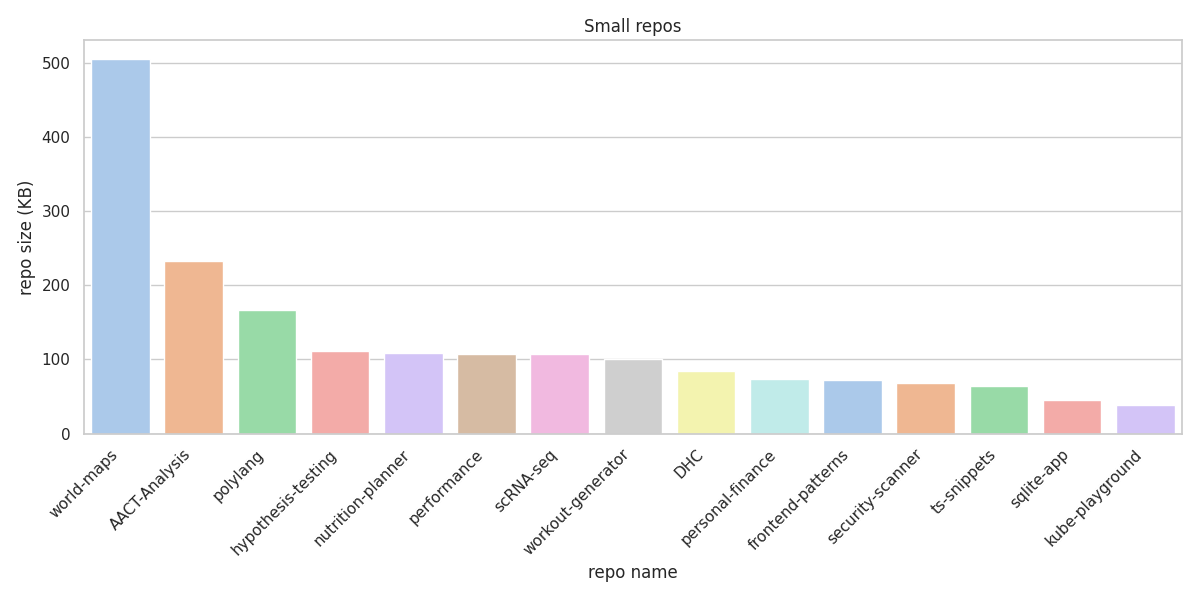 Small repos
500
400
300
200
100
0
repo size (KB)
world-maps
AACT-Analysis
polylang
hypothesis-testing
nutrition-planner
performance
scRNA-seq
workout-generator
DHC
personal-finance
frontend-patterns
security-scanner
ts-snippets
sqlite-app
kube-playground
repo name